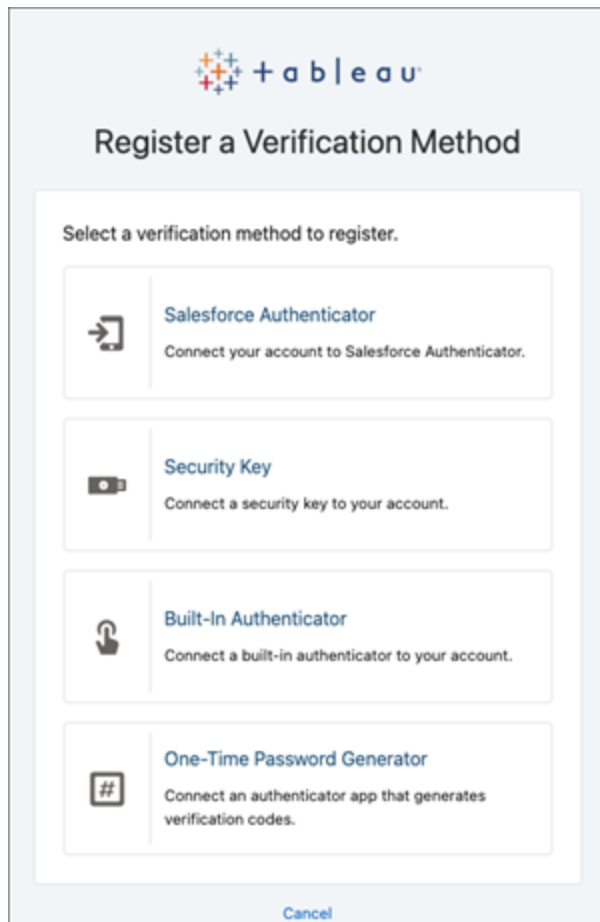 +ableau
Register a Verification Method
Select a verification method to register.
Salesforce Authenticator
Connect your account to Salesforce Authenticator.
Security Key
Connect a security key to your account.
Built-In Authenticator
Connect a built-in authenticator to your account.
One-Time Password Generator
#
Connect an authenticator app that generates
verification codes.
Cancel